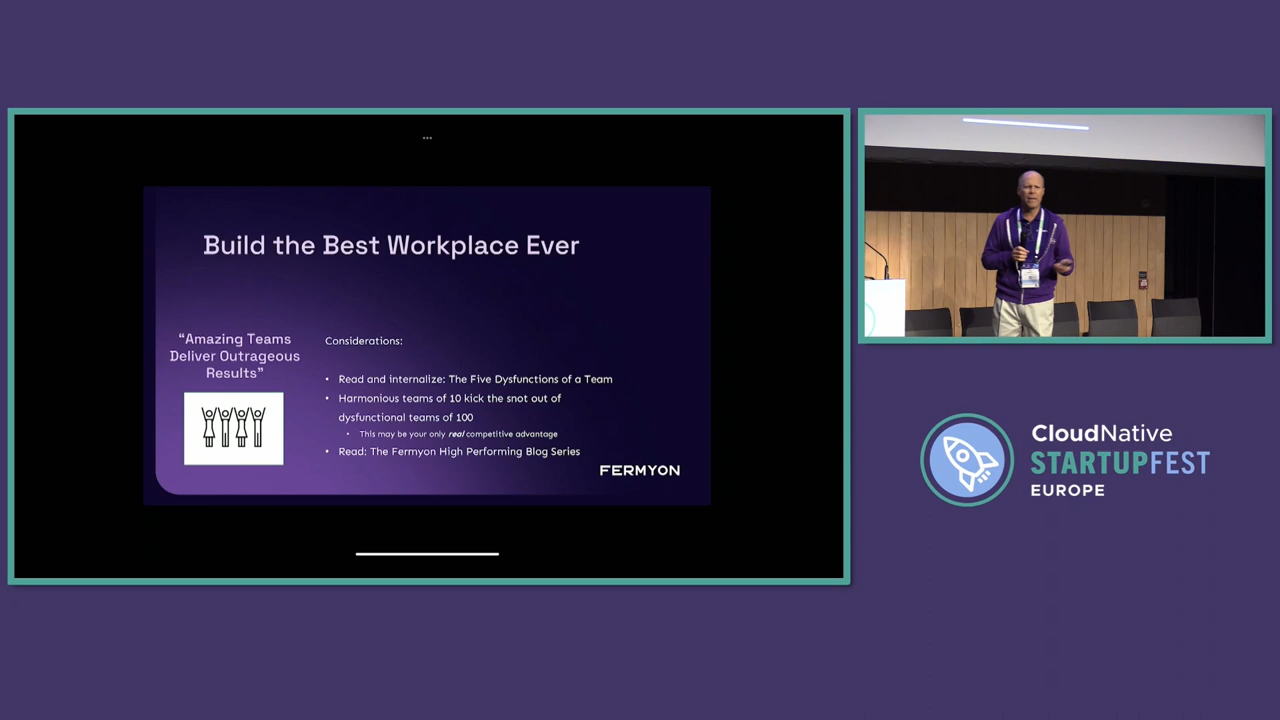 Build the Best Workplace Ever
“Amazing Teams
Deliver Outrageous
Results”
Considerations:
• Read and internalize: The Five Dysfunctions of a Team
• Harmonious teams of 10 kick the snot out of
dysfunctional teams of 100
• This may be your only real competitive advantage
• Read: The Fermyon High Performing Blog Series
FERMYON
CloudNative
STARTUPFEST
EUROPE